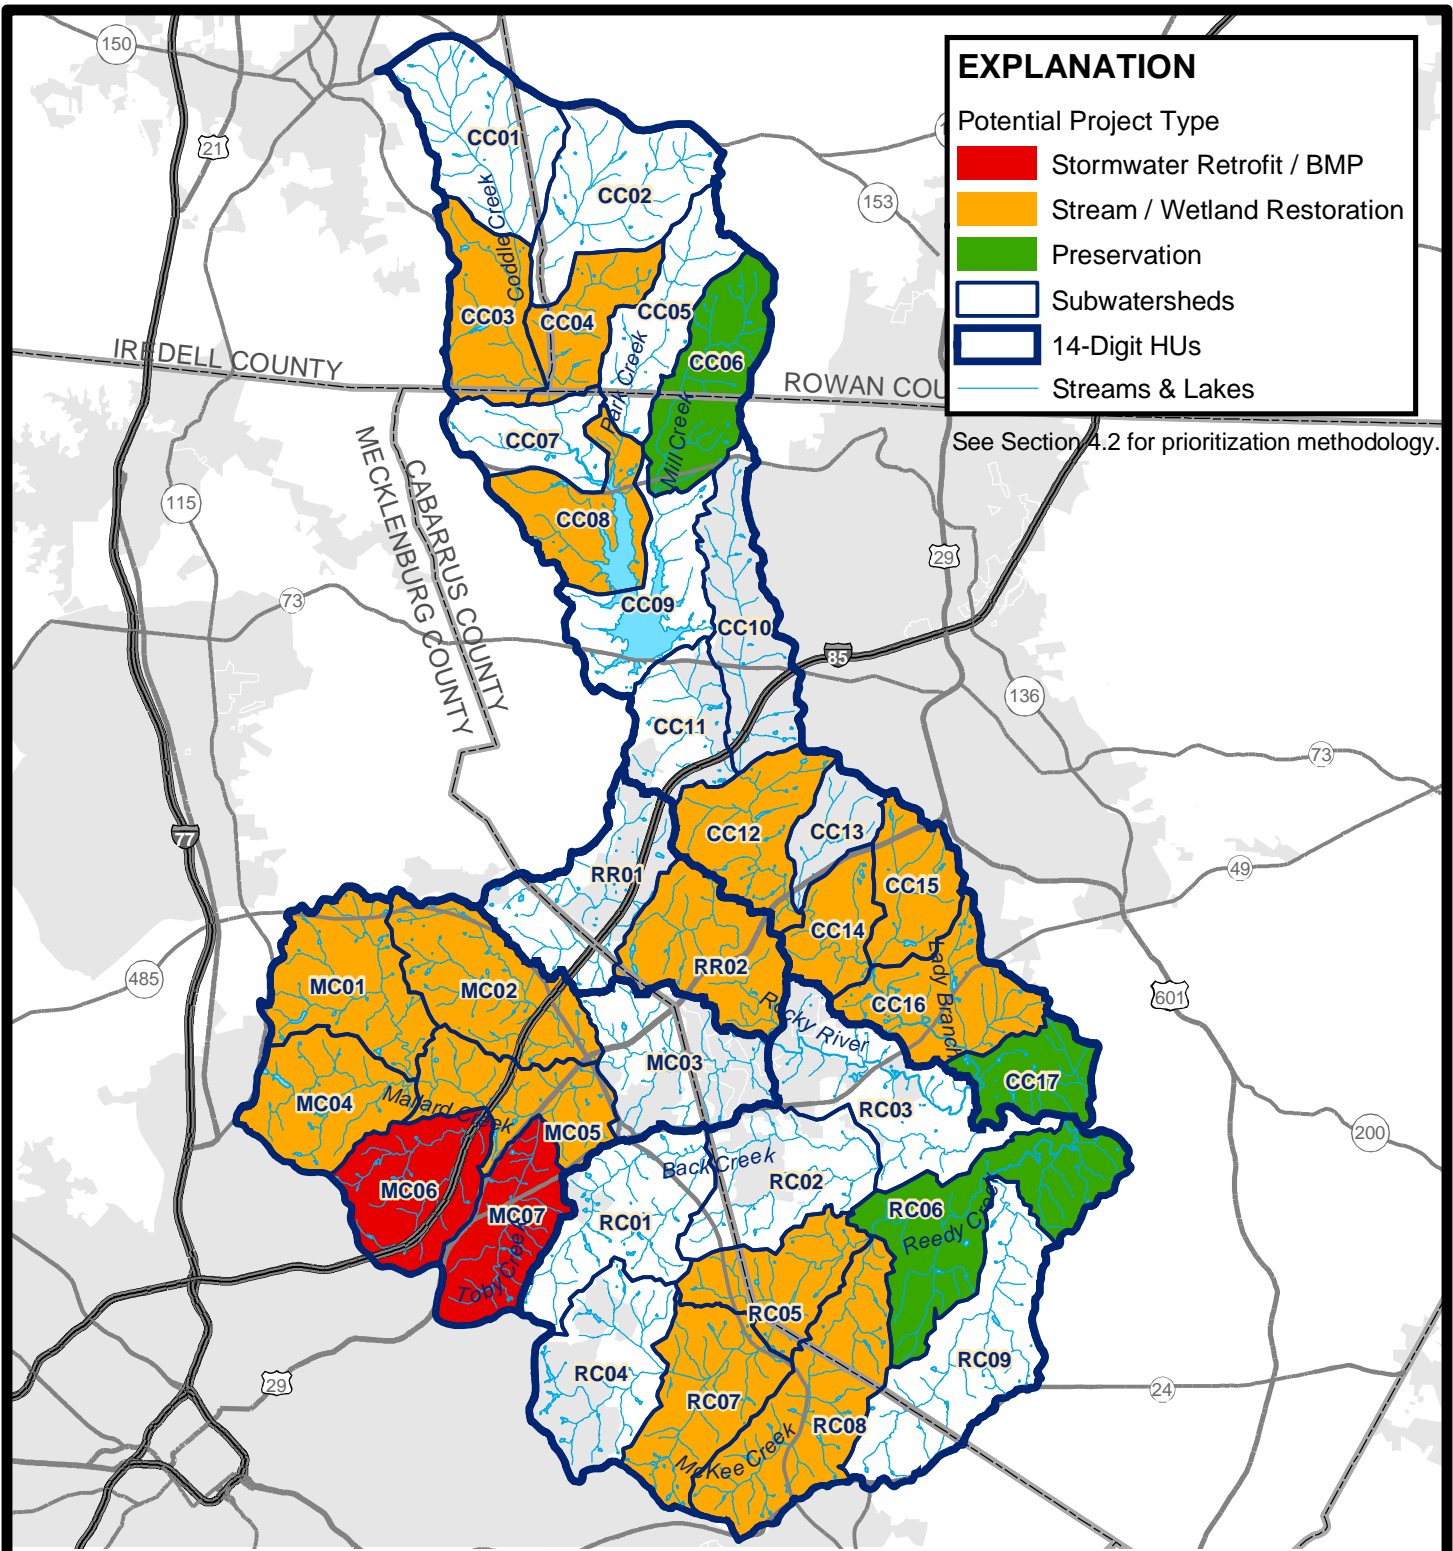 EXPLANATION
Potential Project Type
Stormwater Retrofit / BMP
Stream / Wetland Restoration
Preservation
Subwatersheds
14-Digit HUs
Streams & Lakes
See Section 4.2 for prioritization methodology.
150
21
153
CC01
CC02
Coddle Creek
CC03
CC04
CC05
CC06
IREDELL COUNTY
ROWAN COU
Park Creek
Mill Creek
CC07
MECKLENBURG COUNTY
CABARRUS COUNTY
115
CC08
29
73
CC09
CC10
85
136
CC11
73
77
CC12
CC13
RR01
49
CC15
CC14
485
RR02
Lady Branch
MC01
MC02
601
CC16
Rocky River
MC03
CC17
MC04
Mallard Creek
RC03
MC05
200
Back Creek
RC02
MC06
MC07
RC01
RC06
Reedy Creek
Toby Creek
RC05
RC04
RC09
29
24
RC07
RC08
McKee Creek